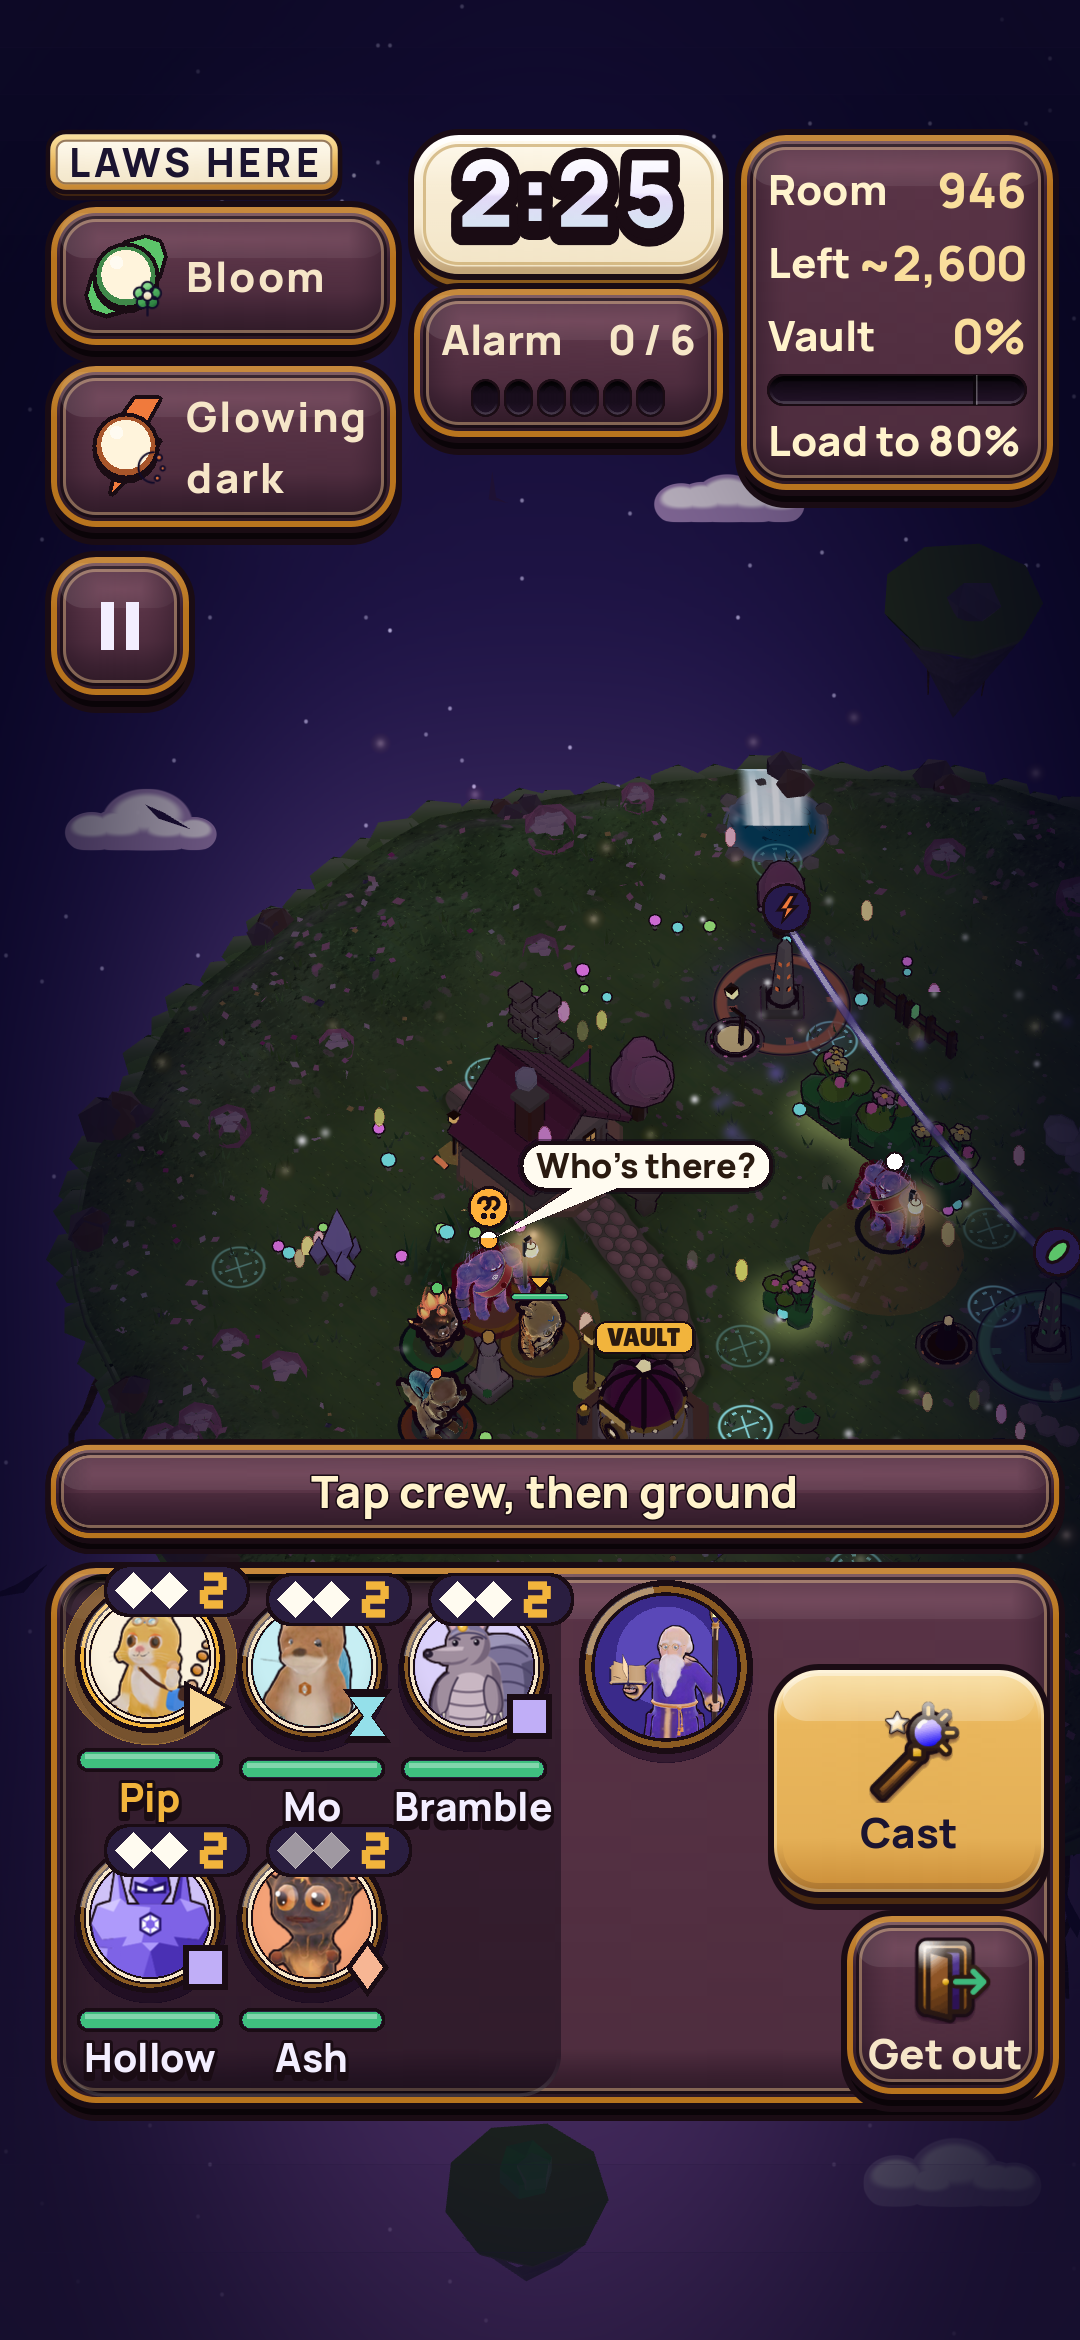 LAWS HERE
Bloom
Glowing
dark
2:25
Alarm 0 / 6
Room 946
Left ~2,600
Vault 0%
Load to 80%
Who's there?
??
VAULT
Tap crew, then ground
2
2
2
Pip
Mo
Bramble
2
2
Hollow
Ash
Cast
Get out